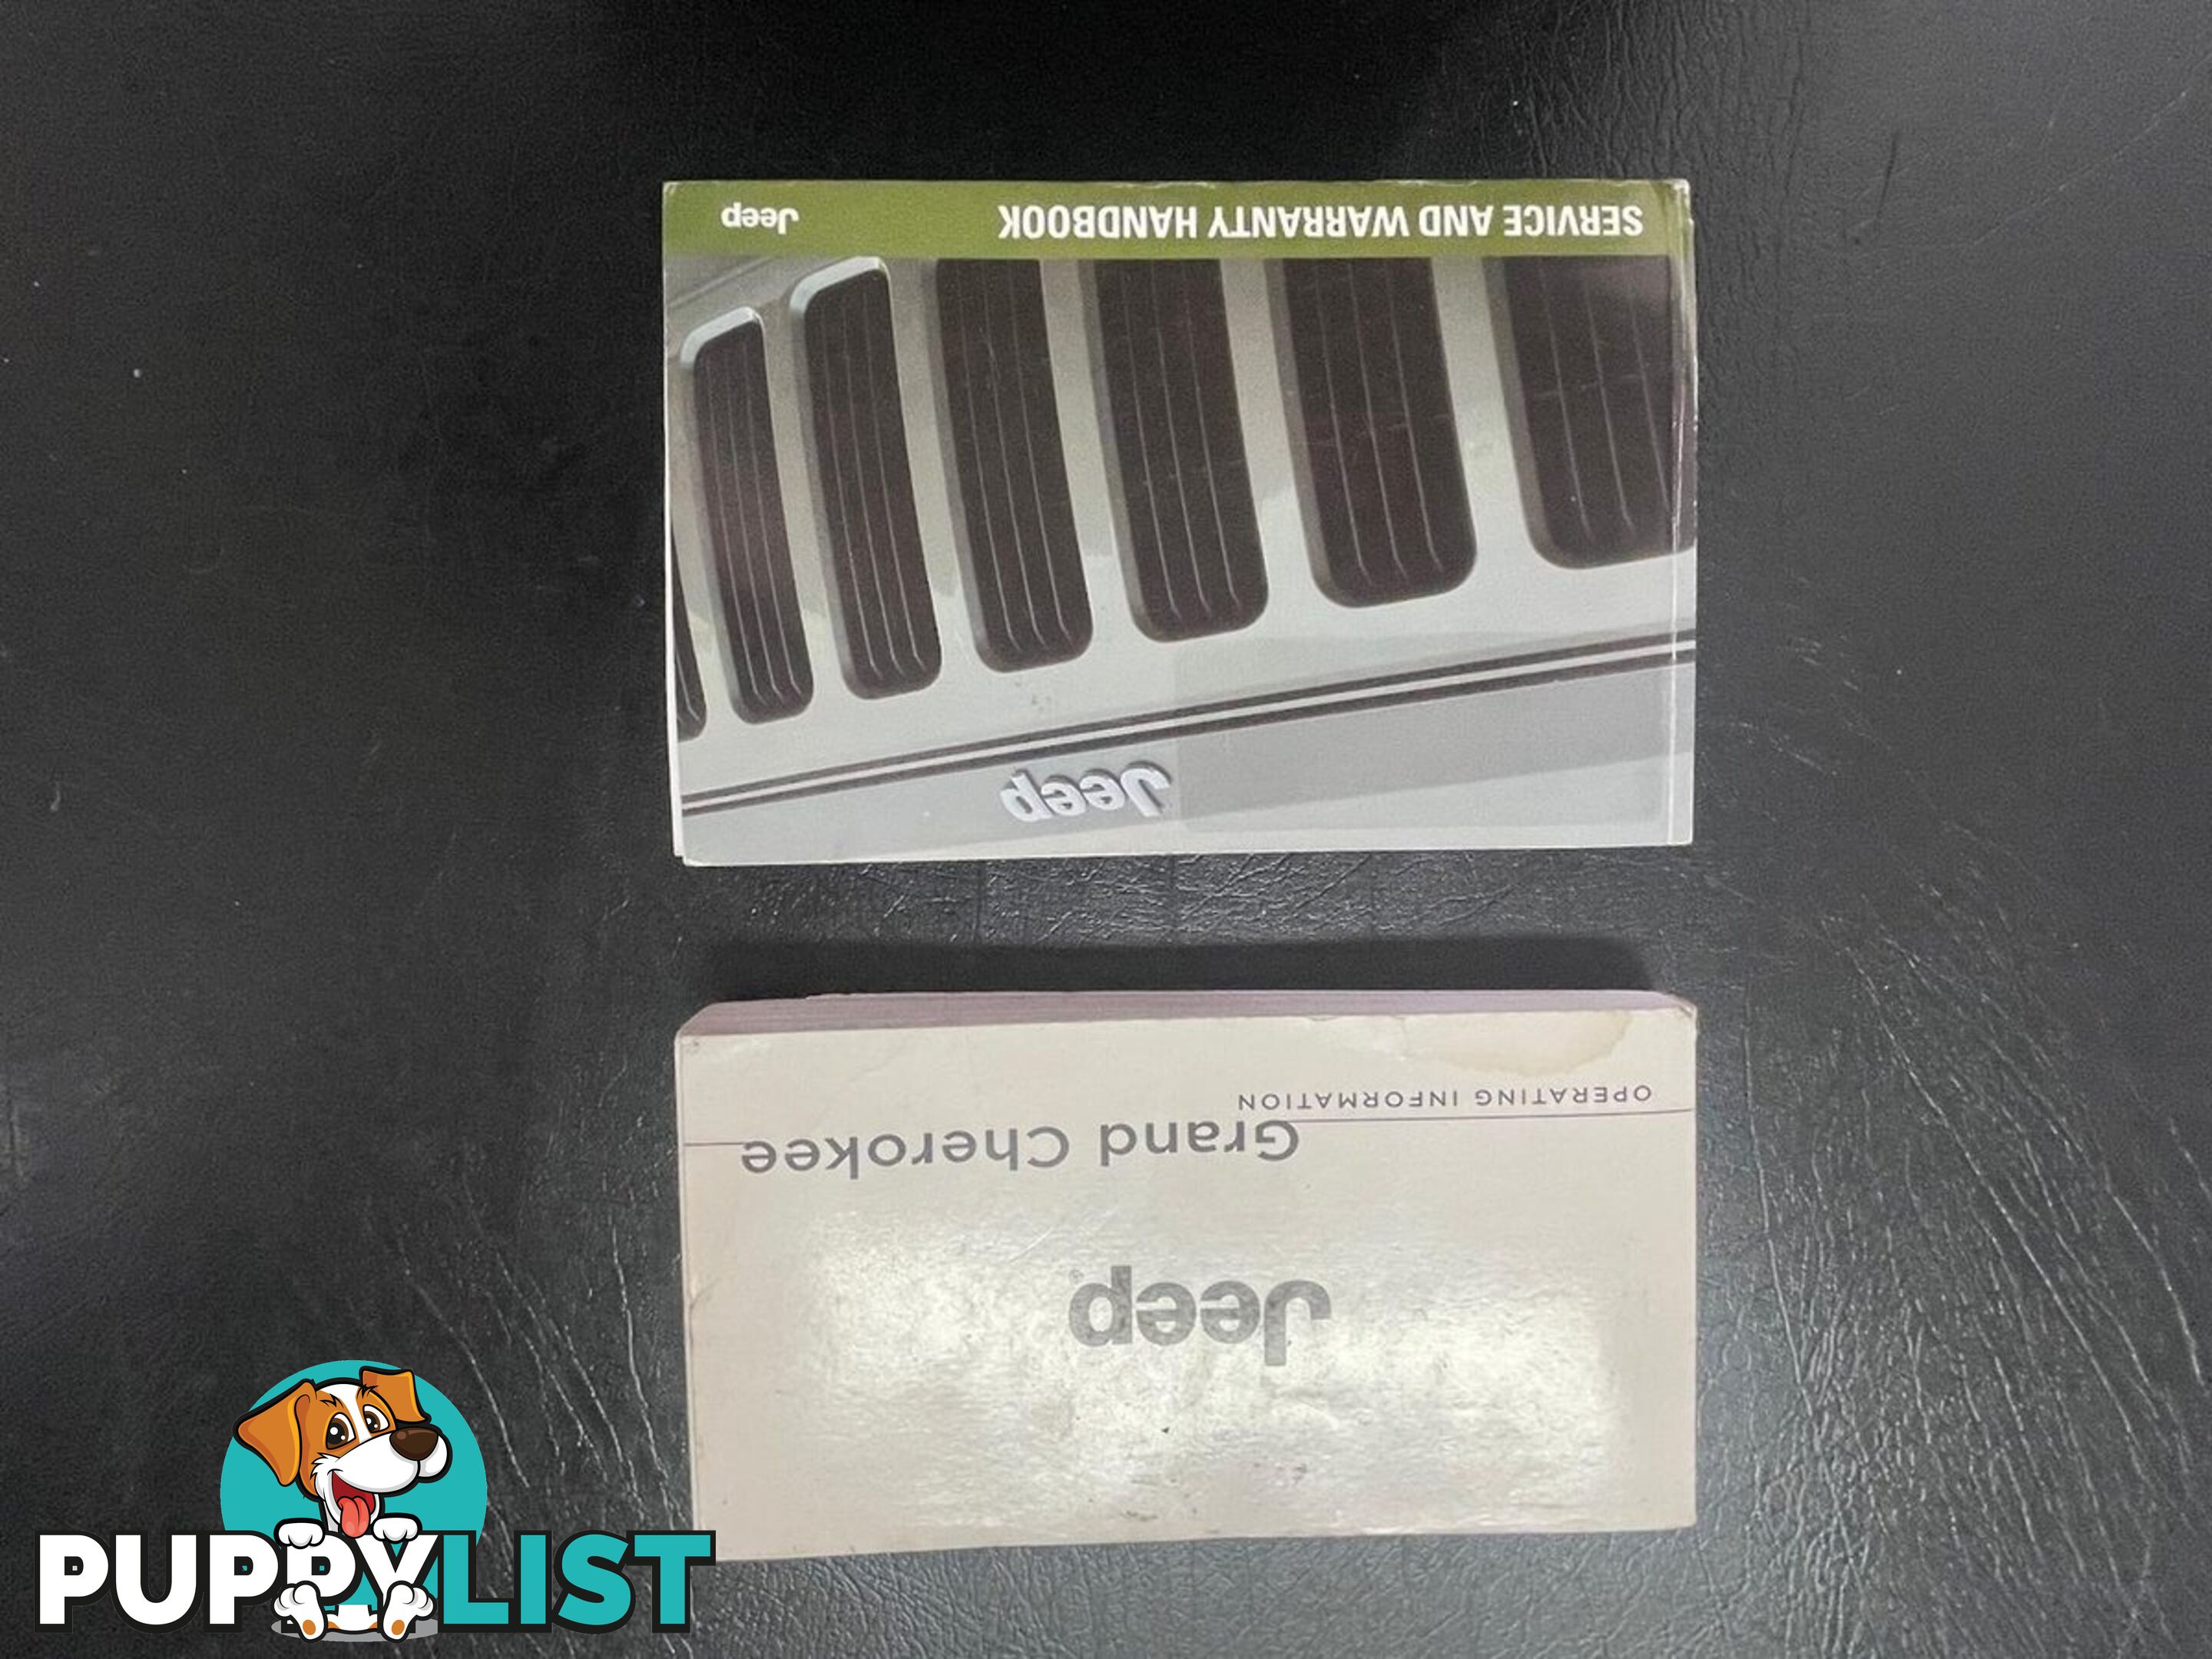 SERVICE AND WARRANTY HANDBOOK Jeep
Jeep
OPERATING INFORMATION
Grand Cherokee
Jeep®
PUPPYLIST